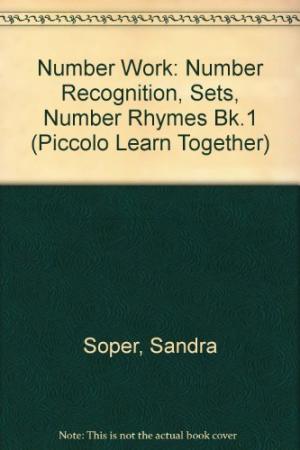 Number Work: Number
Recognition, Sets,
Number Rhymes Bk.1
(Piccolo Learn Together)
Soper, Sandra
Note: This is not the actual book cover